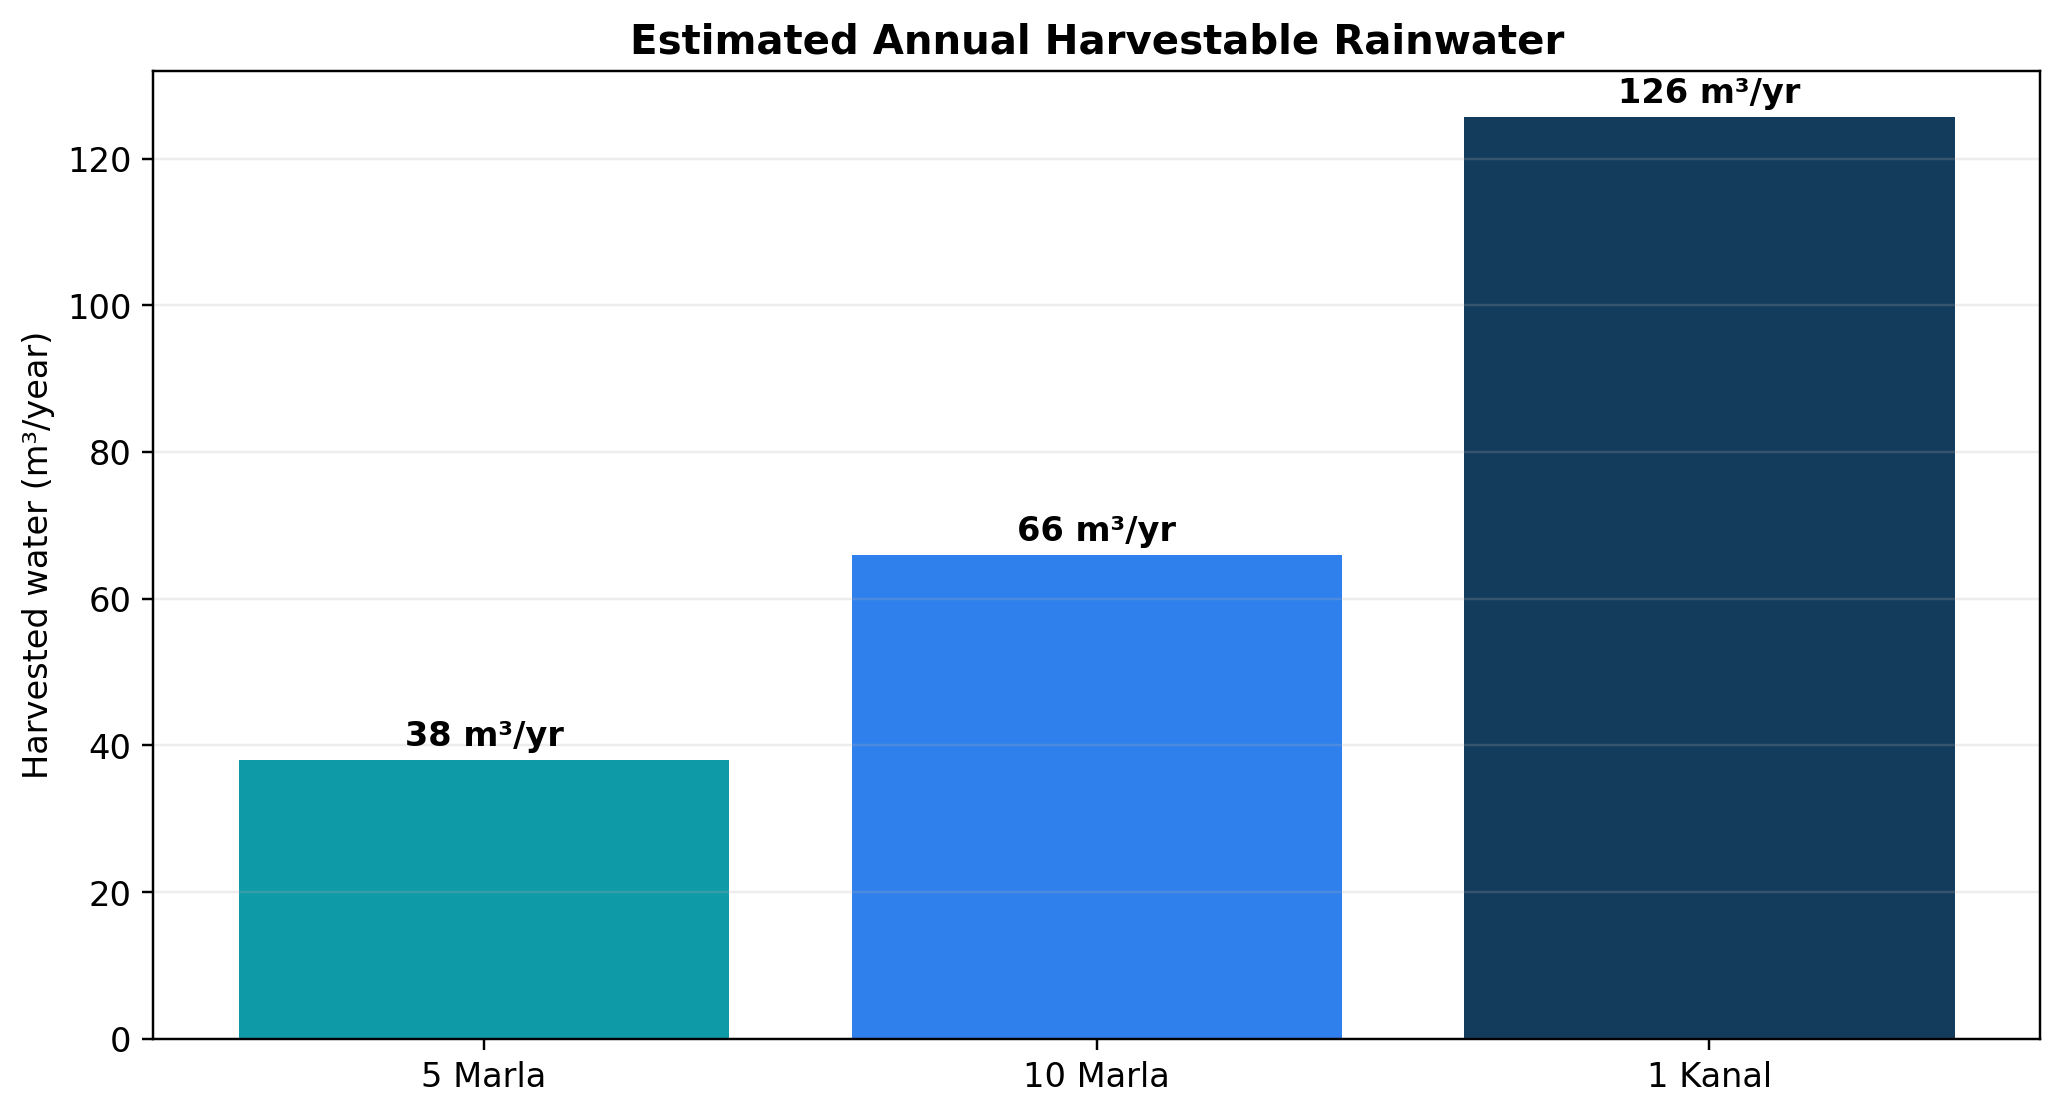 Estimated Annual Harvestable Rainwater
Harvested water (m³/year)
120
100
80
60
40
20
0
38 m³/yr
66 m³/yr
126 m³/yr
5 Marla
10 Marla
1 Kanal